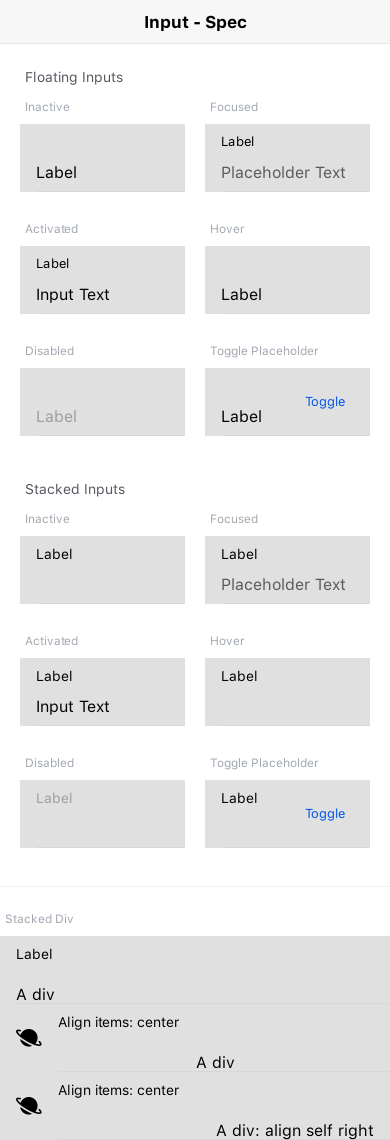 Input - Spec
Floating Inputs
Inactive
Focused
Label
Label
Placeholder Text
Activated
Hover
Label
Input Text
Label
Disabled
Toggle Placeholder
Label
Label
Toggle
Stacked Inputs
Inactive
Focused
Label
Label
Placeholder Text
Activated
Hover
Label
Input Text
Label
Disabled
Toggle Placeholder
Label
Label
Toggle
Stacked Div
Label
A div
Align items: center
A div
Align items: center
A div: align self right